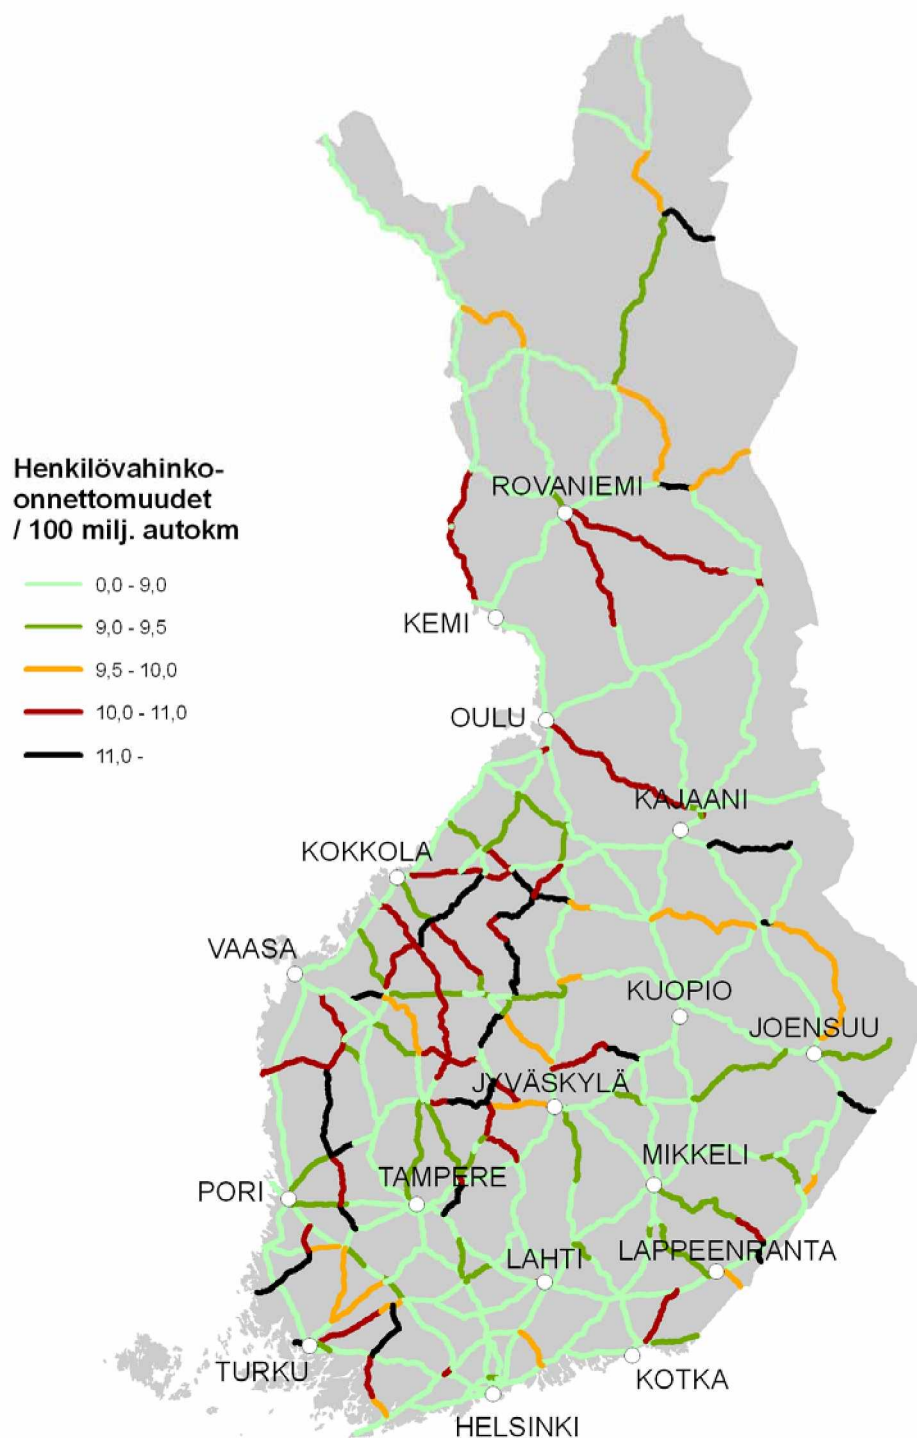 Henkilövahinko-
onnettomuudet
/ 100 milj. autokm
0,0 - 9,0
9,0 - 9,5
9,5 - 10,0
10,0 - 11,0
11,0 -
ROVANIEMI
KEMI
OULU
KAJAANI
KOKKOLA
VAASA
KUOPIO
JOENSUU
JYVÄSKYLÄ
MIKKELI
TAMPERE
PORI
LAHTI
LAPPEENRANTA
TURKU
KOTKA
HELSINKI